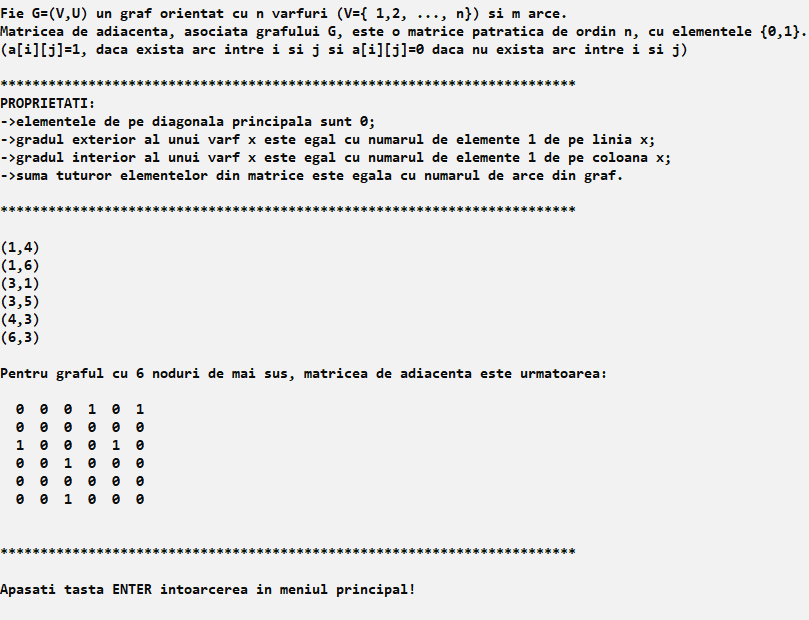 Fie G=(V,U) un graf orientat cu n varfuri (V={ 1,2, ..., n}) si m arce.
Matricea de adiacenta, asociata grafului G, este o matrice patratica de ordin n, cu elementele {0,1}.
(a[i][j]=1, daca exista arc intre i si j si a[i][j]=0 daca nu exista arc intre i si j)
************************************************************************
PROPRIETATI:
->elementele de pe diagonala principala sunt 0;
->gradul exterior al unui varf x este egal cu numarul de elemente 1 de pe linia x;
->gradul interior al unui varf x este egal cu numarul de elemente 1 de pe coloana x;
->suma tuturor elementelor din matrice este egala cu numarul de arce din graf.
************************************************************************
(1,4)
(1,6)
(3,1)
(3,5)
(4,3)
(6,3)
Pentru graful cu 6 noduri de mai sus, matricea de adiacenta este urmatoarea:
0 0 0 1 0 1
0 0 0 0 0 0
1 0 0 0 1 0
0 0 1 0 0 0
0 0 0 0 0 0
0 0 1 0 0 0
************************************************************************
Apasati tasta ENTER intoarcerea in meniul principal!